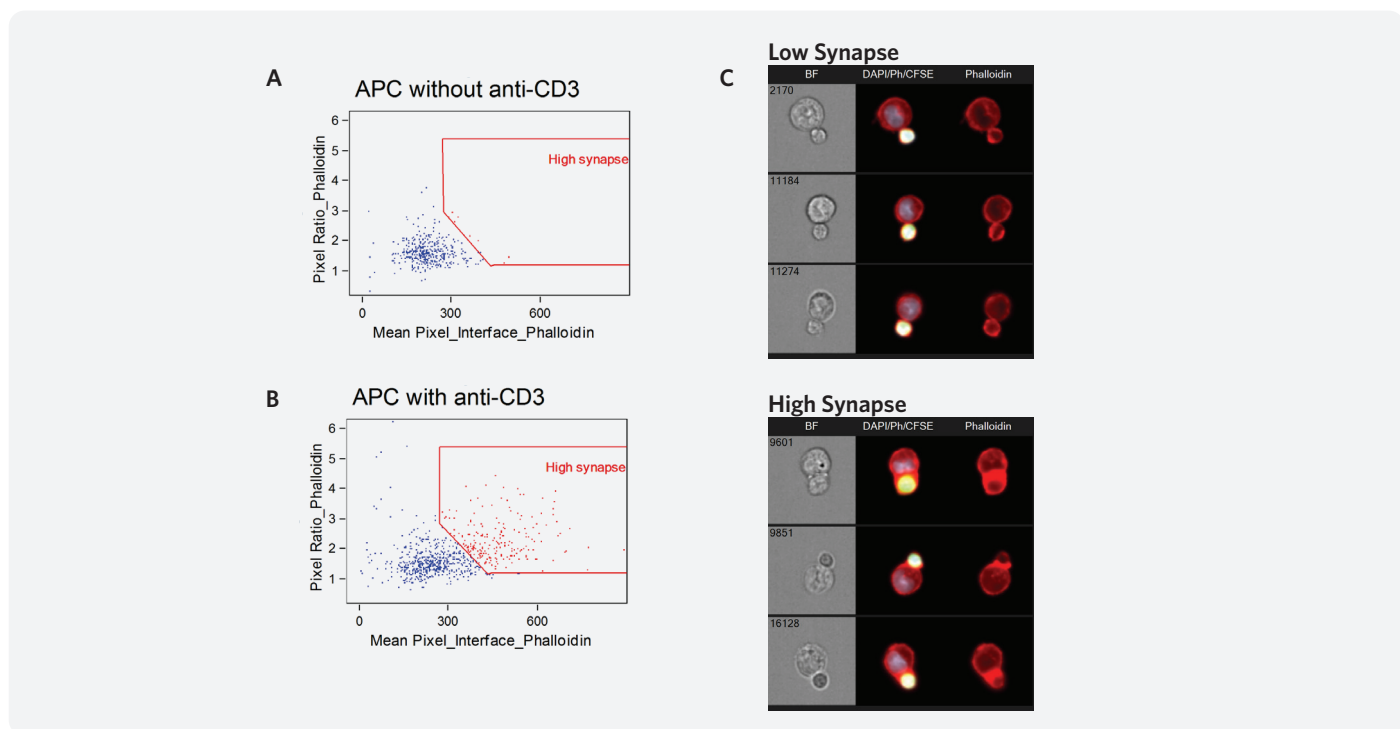 A
APC without anti-CD3
6
5
4
3
2
1
High synapse
Pixel Ratio_Phalloidin
0 300 600
Mean Pixel_Interface_Phalloidin
B
APC with anti-CD3
6
5
4
3
2
1
High synapse
Pixel Ratio_Phalloidin
0 300 600
Mean Pixel_Interface_Phalloidin
C
Low Synapse
BF DAPI/Ph/CFSE Phalloidin
2170
11184
11274
High Synapse
BF DAPI/Ph/CFSE Phalloidin
9601
9851
16128